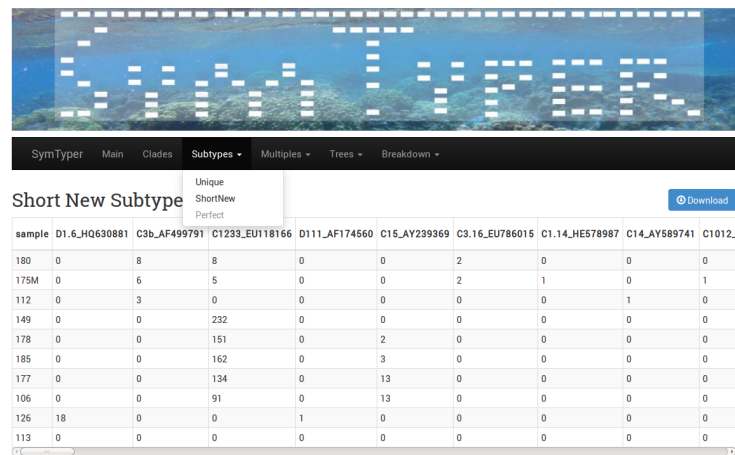 SymTyper
SymTyper Main Clades Subtypes Multiples Trees Breakdown
Unique
ShortNew
Perfect
Short New Subtype
Download
sample D1.6_HQ630881 C3b_AF499791 C1233_EU118166 D111_AF174560 C15_AY239369 C3.16_EU786015 C1.14_HE578987 C14_AY589741 C1012_
180 0 8 8 0 0 2 0 0 0
175M 0 6 5 0 0 2 1 0 1
112 0 3 0 0 0 0 0 1 0
149 0 0 232 0 0 0 0 0 0
178 0 0 151 0 2 0 0 0 0
185 0 0 162 0 3 0 0 0 0
177 0 0 134 0 13 0 0 0 0
106 0 0 91 0 13 0 0 0 0
126 18 0 0 1 0 0 0 0 0
113 0 0 0 0 0 0 0 0 0